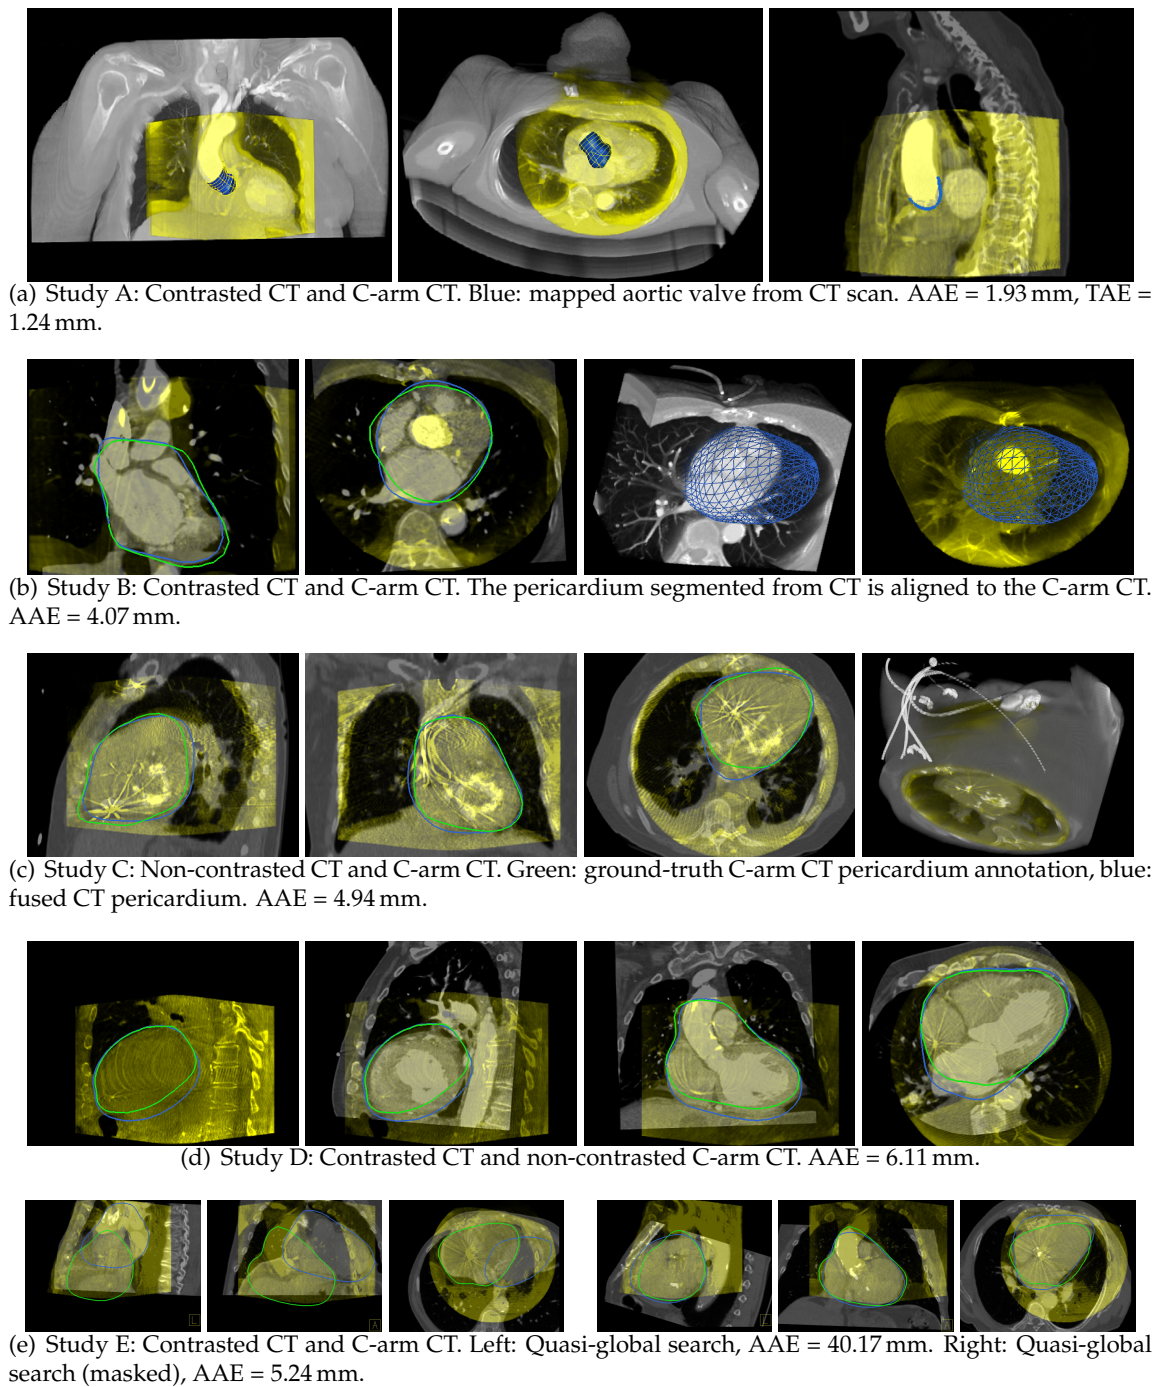 (a) Study A: Contrasted CT and C-arm CT. Blue: mapped aortic valve from CT scan. AAE = 1.93 mm, TAE =
1.24 mm.
(b) Study B: Contrasted CT and C-arm CT. The pericardium segmented from CT is aligned to the C-arm CT.
AAE = 4.07 mm.
(c) Study C: Non-contrasted CT and C-arm CT. Green: ground-truth C-arm CT pericardium annotation, blue:
fused CT pericardium. AAE = 4.94 mm.
(d) Study D: Contrasted CT and non-contrasted C-arm CT. AAE = 6.11 mm.
L A L A
(e) Study E: Contrasted CT and C-arm CT. Left: Quasi-global search, AAE = 40.17 mm. Right: Quasi-global
search (masked), AAE = 5.24 mm.